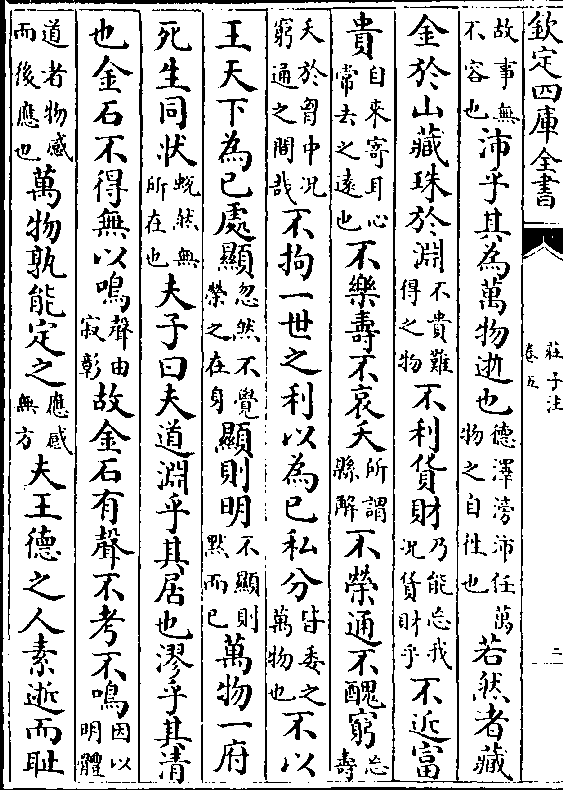 欽定四庫全書
莊子注
卷五
二
故事無不容也沛乎其為萬物逝也德澤滂沛任萬物之自往也若然者藏
金於山藏珠於淵不貴難得之物不利貨財乃能忘我況貨財乎不近富
貴自來寄耳心常去之遠也不樂壽不哀夭所謂縣解不榮通不醜窮忘壽
夭於胷中況窮通之間哉不拘一世之利以為已私分皆委之萬物也不以
王天下為已處顯忽然不覺榮之在身顯則明不顯則黙而已萬物一府
死生同狀蛻然無所在也夫子曰夫道淵乎其居也漻乎其清
也金石不得無以鳴聲由寂彰故金石有聲不考不鳴因以明體
道者物感而後應也萬物孰能定之應感無方夫王德之人素逝而恥